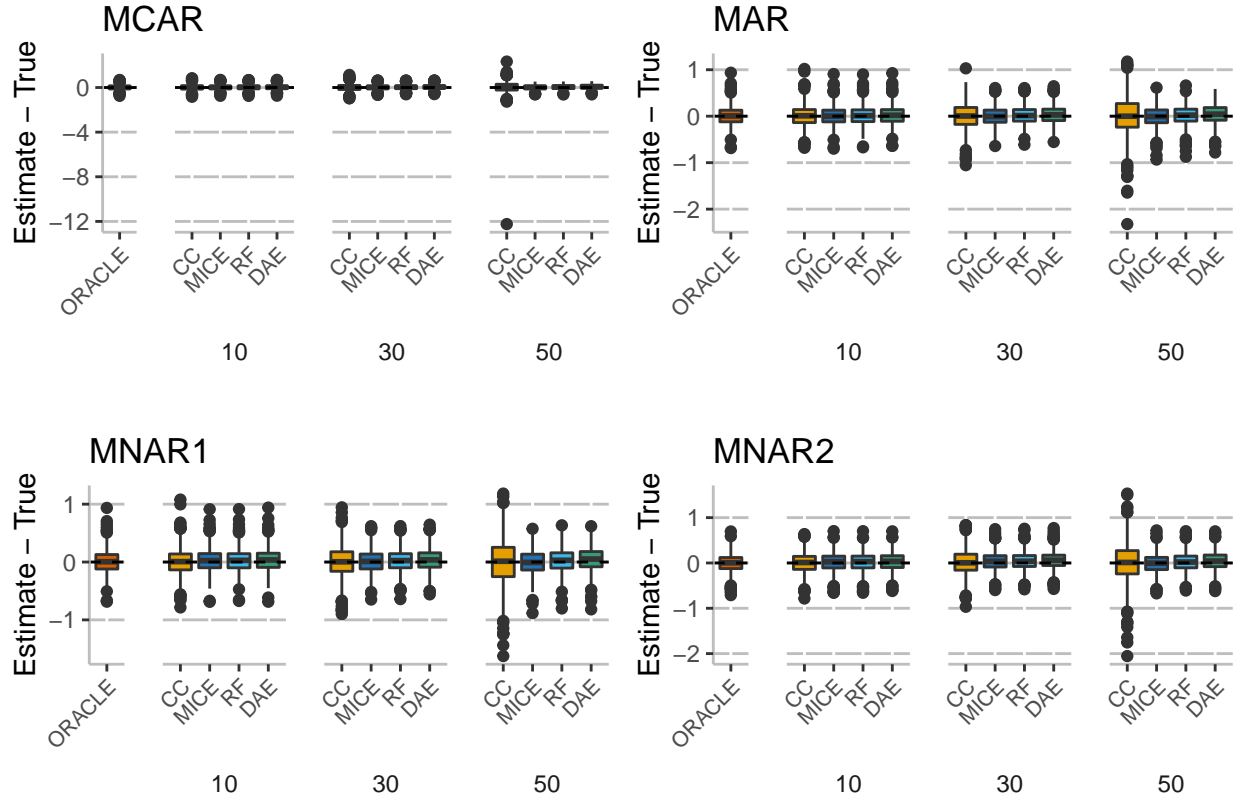 MCAR
Estimate − True
0
−4
−8
−12
ORACLE
CC
MICE
RF
DAE
CC
MICE
RF
DAE
CC
MICE
RF
DAE
10
30
50
MAR
Estimate − True
1
0
−1
−2
ORACLE
CC
MICE
RF
DAE
CC
MICE
RF
DAE
CC
MICE
RF
DAE
10
30
50
MNAR1
Estimate − True
1
0
−1
ORACLE
CC
MICE
RF
DAE
CC
MICE
RF
DAE
CC
MICE
RF
DAE
10
30
50
MNAR2
Estimate − True
1
0
−1
−2
ORACLE
CC
MICE
RF
DAE
CC
MICE
RF
DAE
CC
MICE
RF
DAE
10
30
50